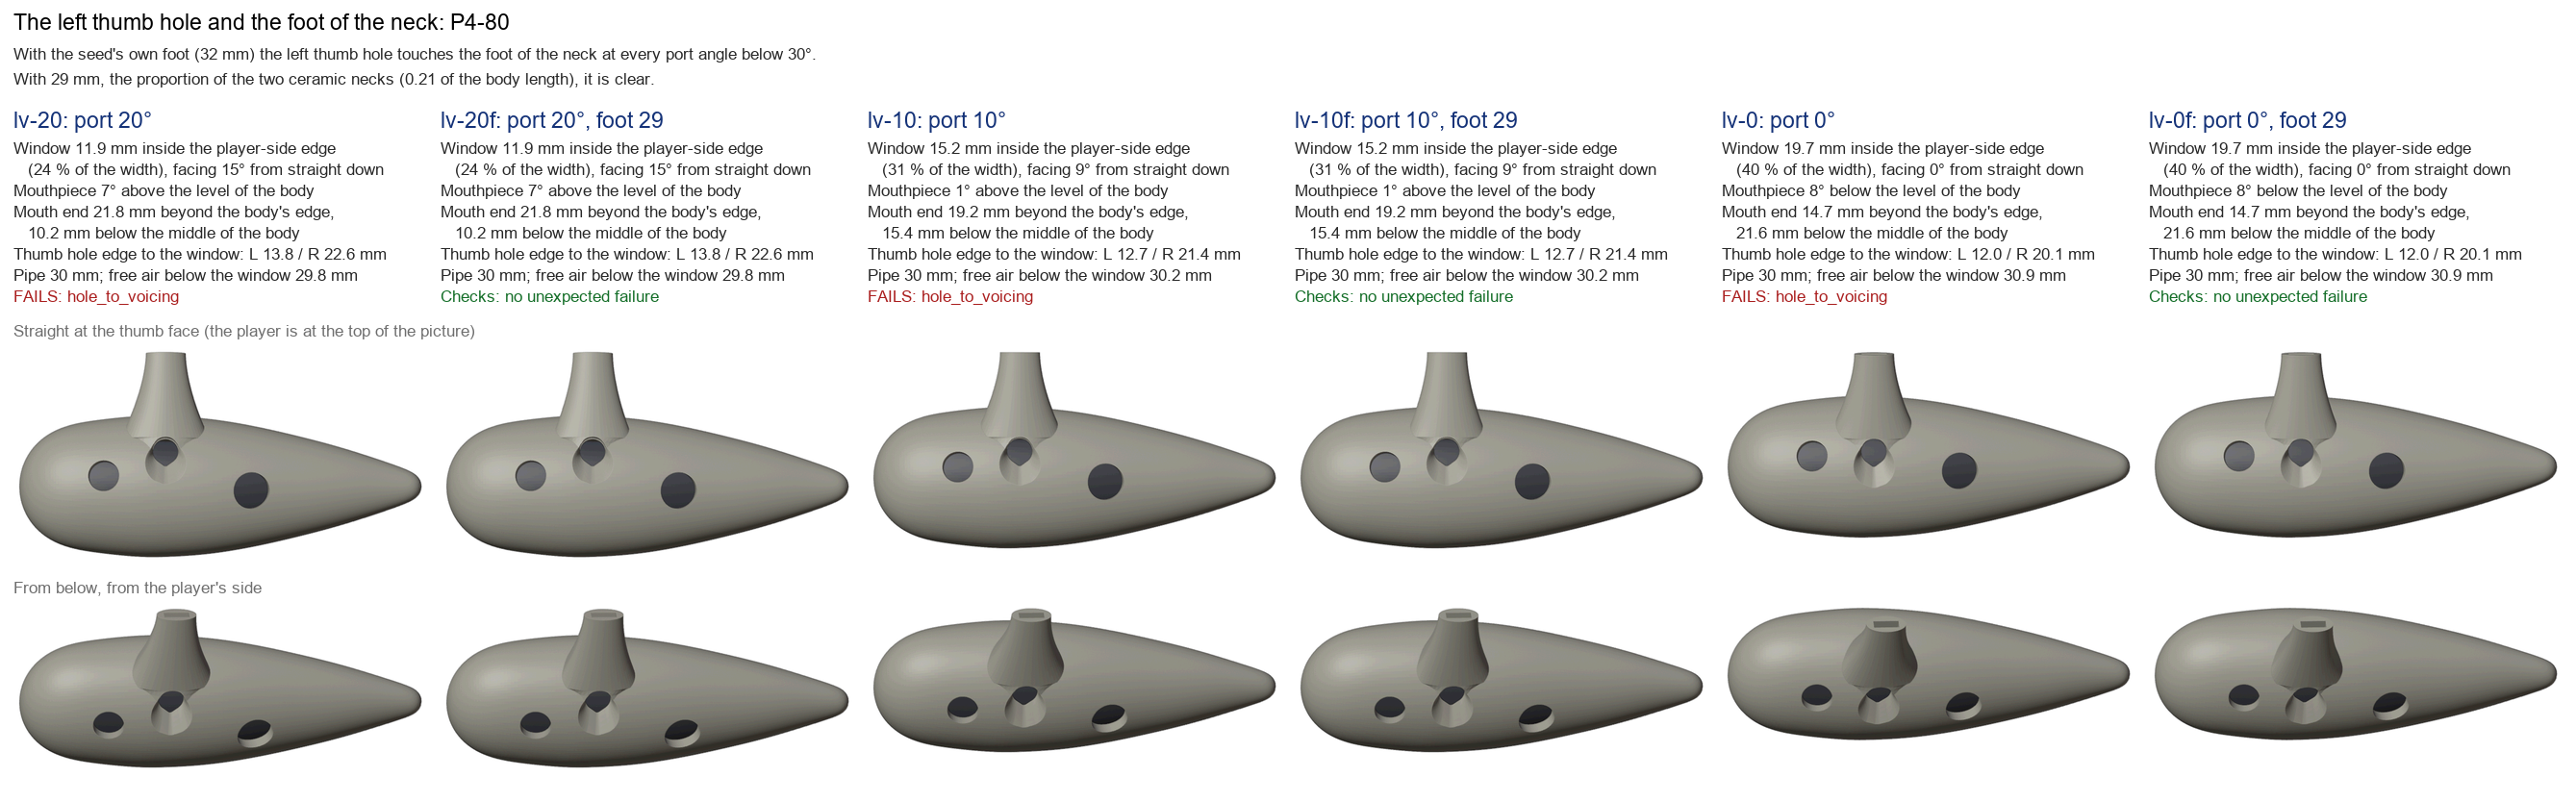 The left thumb hole and the foot of the neck: P4-80
With the seed's own foot (32 mm) the left thumb hole touches the foot of the neck at every port angle below 30°.
With 29 mm, the proportion of the two ceramic necks (0.21 of the body length), it is clear.
lv-20: port 20°
Window 11.9 mm inside the player-side edge
(24 % of the width), facing 15° from straight down
Mouthpiece 7° above the level of the body
Mouth end 21.8 mm beyond the body's edge,
10.2 mm below the middle of the body
Thumb hole edge to the window: L 13.8 / R 22.6 mm
Pipe 30 mm; free air below the window 29.8 mm
FAILS: hole_to_voicing
lv-20f: port 20°, foot 29
Window 11.9 mm inside the player-side edge
(24 % of the width), facing 15° from straight down
Mouthpiece 7° above the level of the body
Mouth end 21.8 mm beyond the body's edge,
10.2 mm below the middle of the body
Thumb hole edge to the window: L 13.8 / R 22.6 mm
Pipe 30 mm; free air below the window 29.8 mm
Checks: no unexpected failure
lv-10: port 10°
Window 15.2 mm inside the player-side edge
(31 % of the width), facing 9° from straight down
Mouthpiece 1° above the level of the body
Mouth end 19.2 mm beyond the body's edge,
15.4 mm below the middle of the body
Thumb hole edge to the window: L 12.7 / R 21.4 mm
Pipe 30 mm; free air below the window 30.2 mm
FAILS: hole_to_voicing
lv-10f: port 10°, foot 29
Window 15.2 mm inside the player-side edge
(31 % of the width), facing 9° from straight down
Mouthpiece 1° above the level of the body
Mouth end 19.2 mm beyond the body's edge,
15.4 mm below the middle of the body
Thumb hole edge to the window: L 12.7 / R 21.4 mm
Pipe 30 mm; free air below the window 30.2 mm
Checks: no unexpected failure
lv-0: port 0°
Window 19.7 mm inside the player-side edge
(40 % of the width), facing 0° from straight down
Mouthpiece 8° below the level of the body
Mouth end 14.7 mm beyond the body's edge,
21.6 mm below the middle of the body
Thumb hole edge to the window: L 12.0 / R 20.1 mm
Pipe 30 mm; free air below the window 30.9 mm
FAILS: hole_to_voicing
lv-0f: port 0°, foot 29
Window 19.7 mm inside the player-side edge
(40 % of the width), facing 0° from straight down
Mouthpiece 8° below the level of the body
Mouth end 14.7 mm beyond the body's edge,
21.6 mm below the middle of the body
Thumb hole edge to the window: L 12.0 / R 20.1 mm
Pipe 30 mm; free air below the window 30.9 mm
Checks: no unexpected failure
Straight at the thumb face (the player is at the top of the picture)
From below, from the player's side